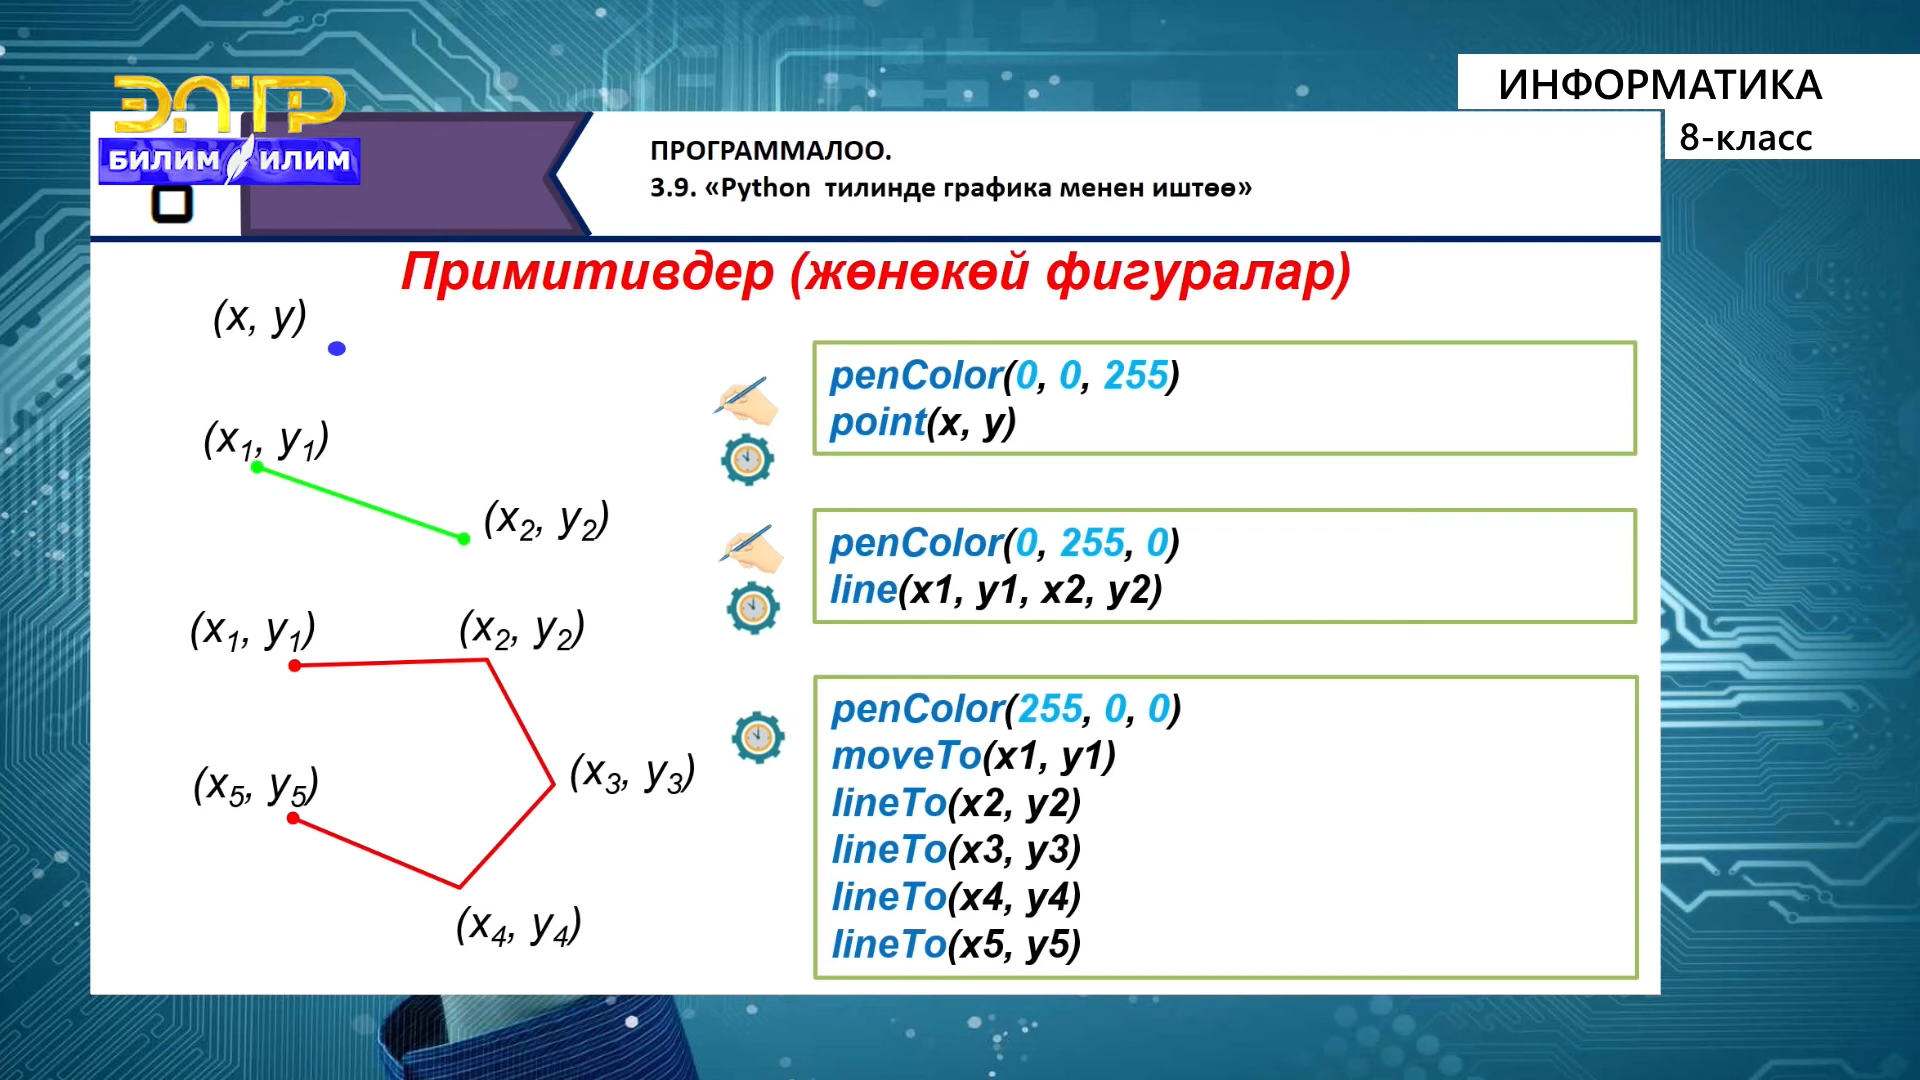 ЭЛТР
БИЛИМ ИЛИМ
ИНФОРМАТИКА
8-класс
ПРОГРАММАЛОО.
3.9. «Python тилинде графика менен иштөө»
Примитивдер (жөнөкөй фигуралар)
(x, y)
(x1, y1)
(x2, y2)
(x1, y1)
(x2, y2)
(x3, y3)
(x5, y5)
(x4, y4)
penColor(0, 0, 255)
point(x, y)
penColor(0, 255, 0)
line(x1, y1, x2, y2)
penColor(255, 0, 0)
moveTo(x1, y1)
lineTo(x2, y2)
lineTo(x3, y3)
lineTo(x4, y4)
lineTo(x5, y5)